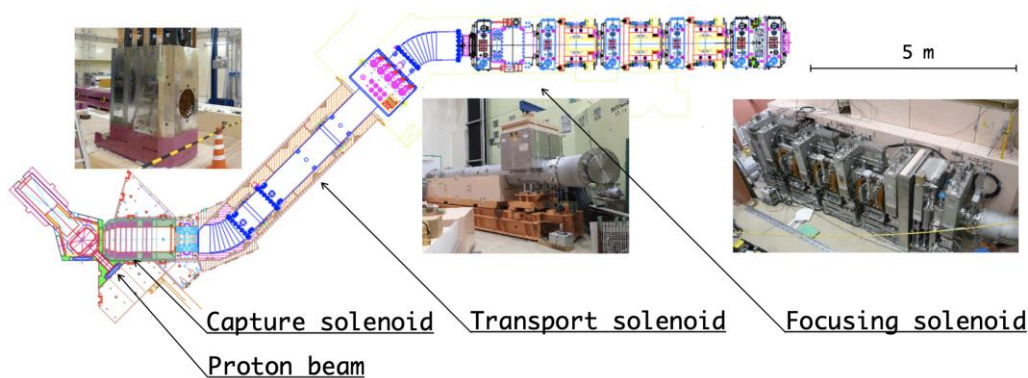 5 m
Capture solenoid
Transport solenoid
Focusing solenoid
Proton beam